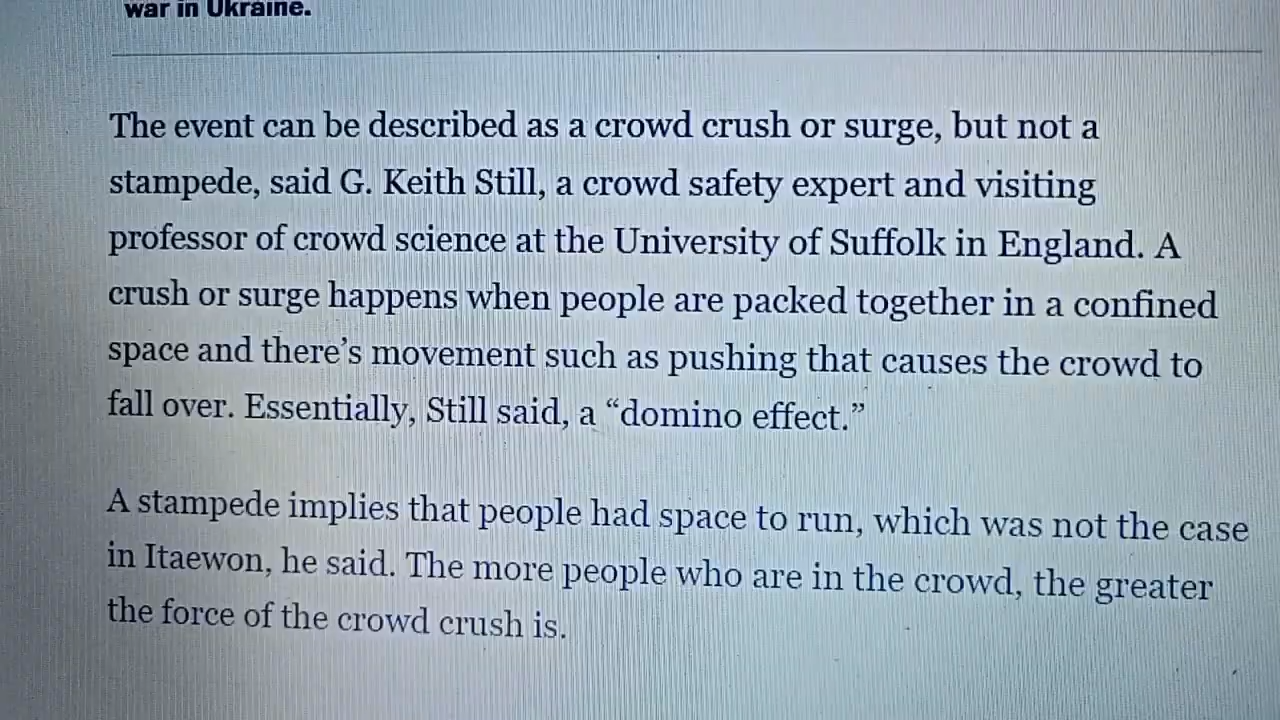 war in Ukraine.
The event can be described as a crowd crush or surge, but not a
stampede, said G. Keith Still, a crowd safety expert and visiting
professor of crowd science at the University of Suffolk in England. A
crush or surge happens when people are packed together in a confined
space and there’s movement such as pushing that causes the crowd to
fall over. Essentially, Still said, a “domino effect.”
A stampede implies that people had space to run, which was not the case
in Itaewon, he said. The more people who are in the crowd, the greater
the force of the crowd crush is.